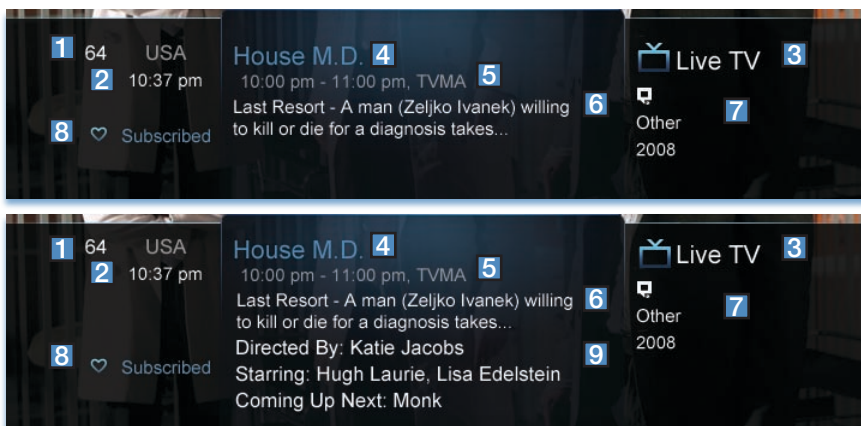 1 64 USA
2 10:37 pm
8 Subscribed
House M.D. 4
10:00 pm - 11:00 pm, TVMA 5
Last Resort - A man (Zeljko Ivanek) willing 6
to kill or die for a diagnosis takes...
Live TV 3
7
Other
2008
1 64 USA
2 10:37 pm
8 Subscribed
House M.D. 4
10:00 pm - 11:00 pm, TVMA 5
Last Resort - A man (Zeljko Ivanek) willing 6
to kill or die for a diagnosis takes...
Directed By: Katie Jacobs 9
Starring: Hugh Laurie, Lisa Edelstein
Coming Up Next: Monk
Live TV 3
7
Other
2008